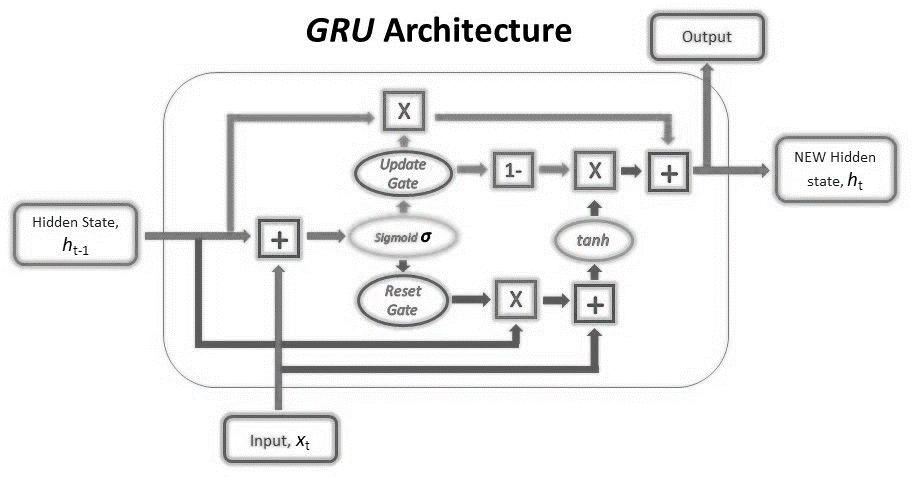 GRU Architecture
Output
X
Update
Gate
1-
X
+
NEW Hidden
state, ht
Hidden State,
ht-1
+
Sigmoid σ
tanh
Reset
Gate
X
+
Input, xt